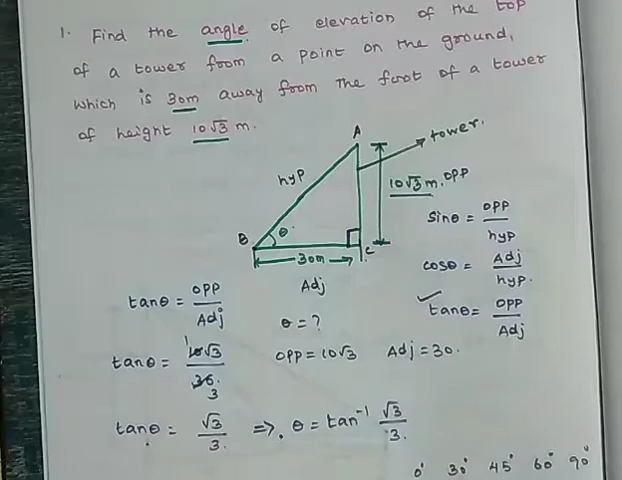 1. Find the angle of elevation of the top
of a tower from a point on the ground,
which is 30m away from the foot of a tower
of height 10√3 m.
A
tower.
hyp
10√3 m. opp
B
θ
C
30m
Adj
sinθ = opp/hyp
cosθ = Adj/hyp.
✓tanθ = opp/Adj
tanθ = opp/Adj
θ = ?
tanθ = 10√3/30 3
opp = 10√3 Adj = 30.
tanθ = √3/3. ⇒ θ = tan⁻¹ √3/3.
0° 30° 45° 60° 90°